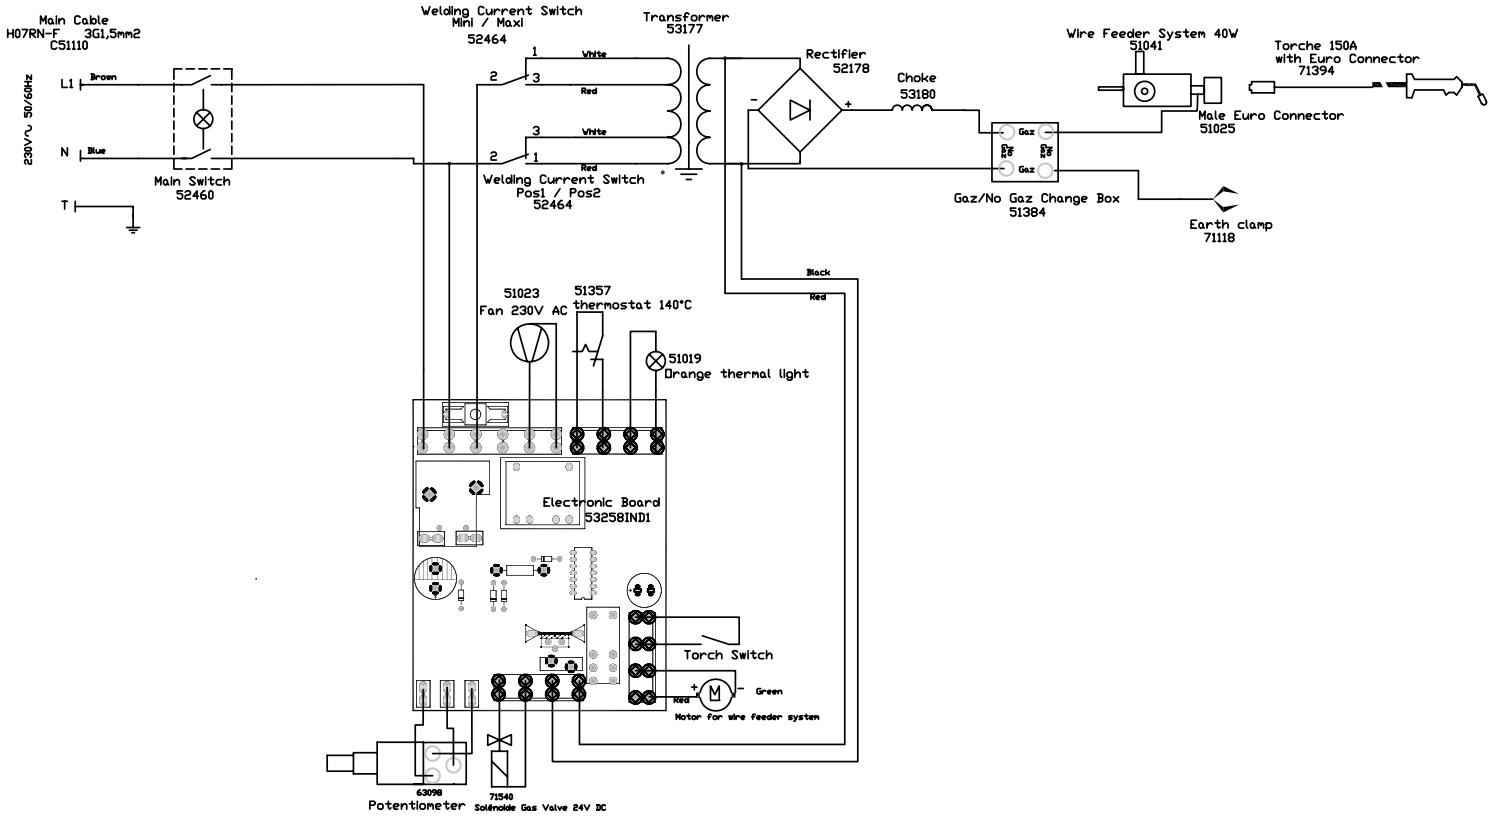 Main Cable
H07RN-F 3G1,5mm2
C51110
230V~ 50/60Hz
L1
Brown
N
Blue
T
Main Switch
52460
Welding Current Switch
Mini / Maxi
52464
1
2
3
White
Red
3
2
1
White
Red
Welding Current Switch
Pos1 / Pos2
52464
Transformer
53177
Rectifier
52178
-
+
Choke
53180
Gaz
No Gaz
No Gaz
Gaz
Gaz/No Gaz Change Box
51384
Wire Feeder System 40W
51041
Male Euro Connector
51025
Torche 150A
with Euro Connector
71394
Earth clamp
71118
Black
Red
51023
Fan 230V AC
51357
thermostat 140°C
51019
Orange thermal light
Electronic Board
53258IND1
+
Torch Switch
+
M
-
Red
Green
Motor for wire feeder system
63098
Potentiometer
71540
Solénoide Gas Valve 24V DC